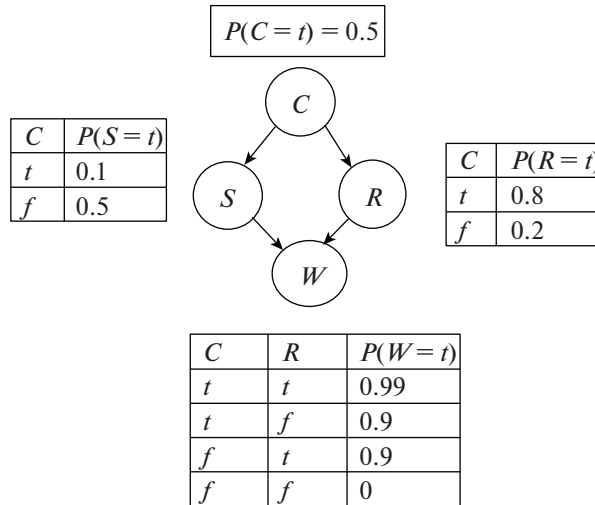 P(C = t) = 0.5
C
C P(S = t)
t 0.1
f 0.5
C P(R = t)
t 0.8
f 0.2
S
R
W
C R P(W = t)
t t 0.99
t f 0.9
f t 0.9
f f 0